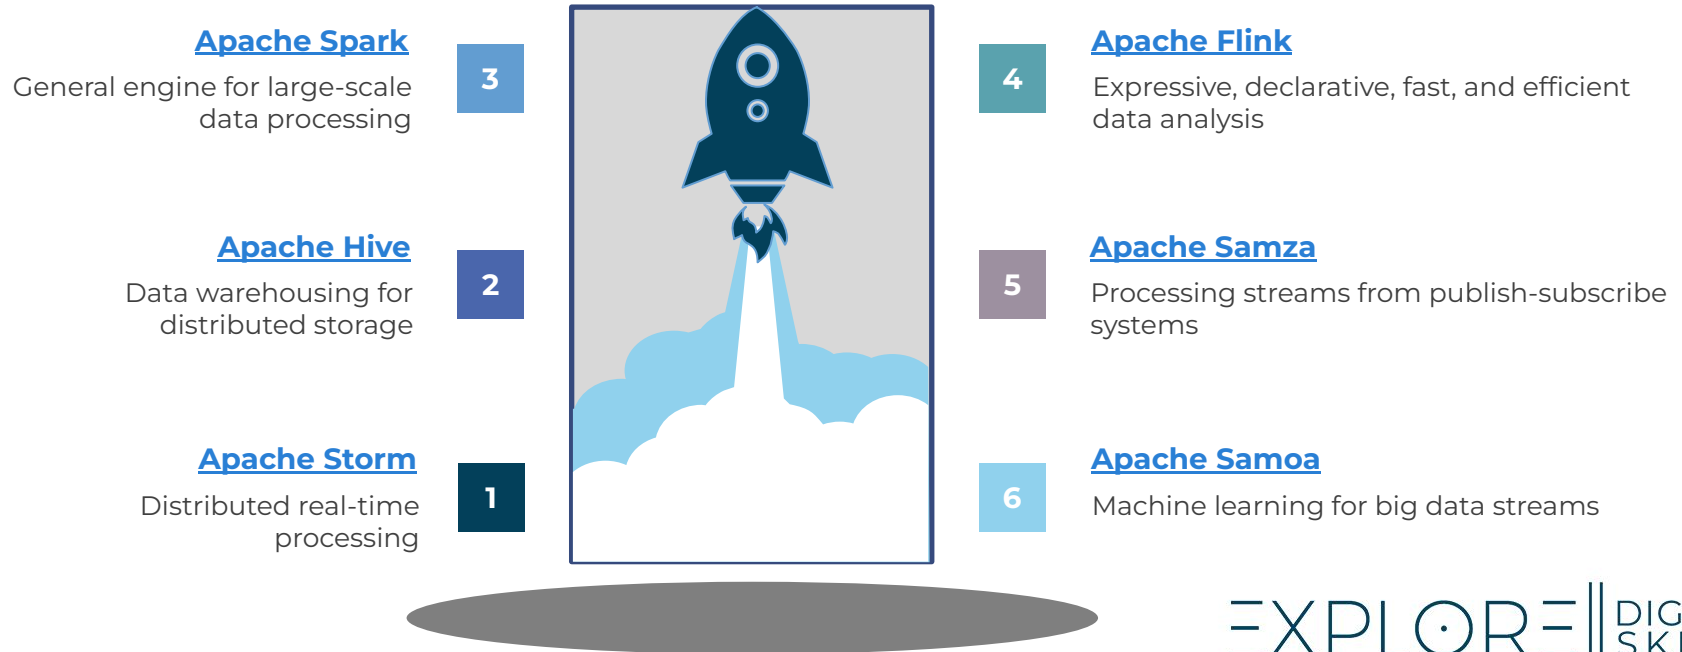 Apache Spark
General engine for large-scale
data processing
3
Apache Hive
Data warehousing for
distributed storage
2
Apache Storm
Distributed real-time
processing
1
4
Apache Flink
Expressive, declarative, fast, and efficient
data analysis
5
Apache Samza
Processing streams from publish-subscribe
systems
6
Apache Samoa
Machine learning for big data streams
EXPLORE